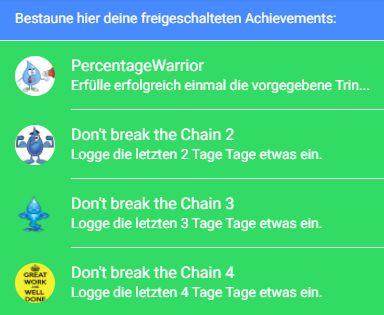 Bestaune hier deine freigeschalteten Achievements:
PercentageWarrior
Erfülle erfolgreich einmal die vorgegebene Trin...
Don't break the Chain 2
Logge die letzten 2 Tage Tage etwas ein.
Don't break the Chain 3
Logge die letzten 3 Tage Tage etwas ein.
Don't break the Chain 4
Logge die letzten 4 Tage Tage etwas ein.
GREAT
WORK
AND
WELL
DONE